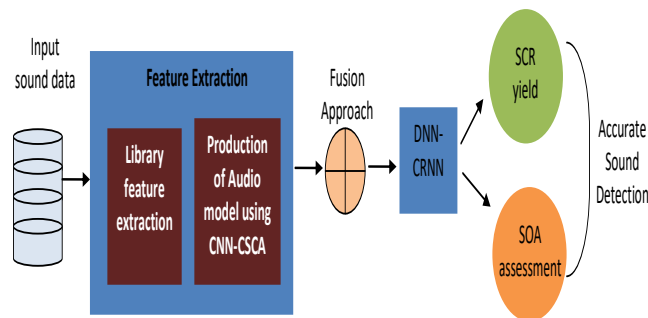 Input
sound data
Feature Extraction
Library
feature
extraction
Production
of Audio
model using
CNN-CSCA
Fusion
Approach
DNN-
CRNN
SCR
yield
SOA
assessment
Accurate
Sound
Detection